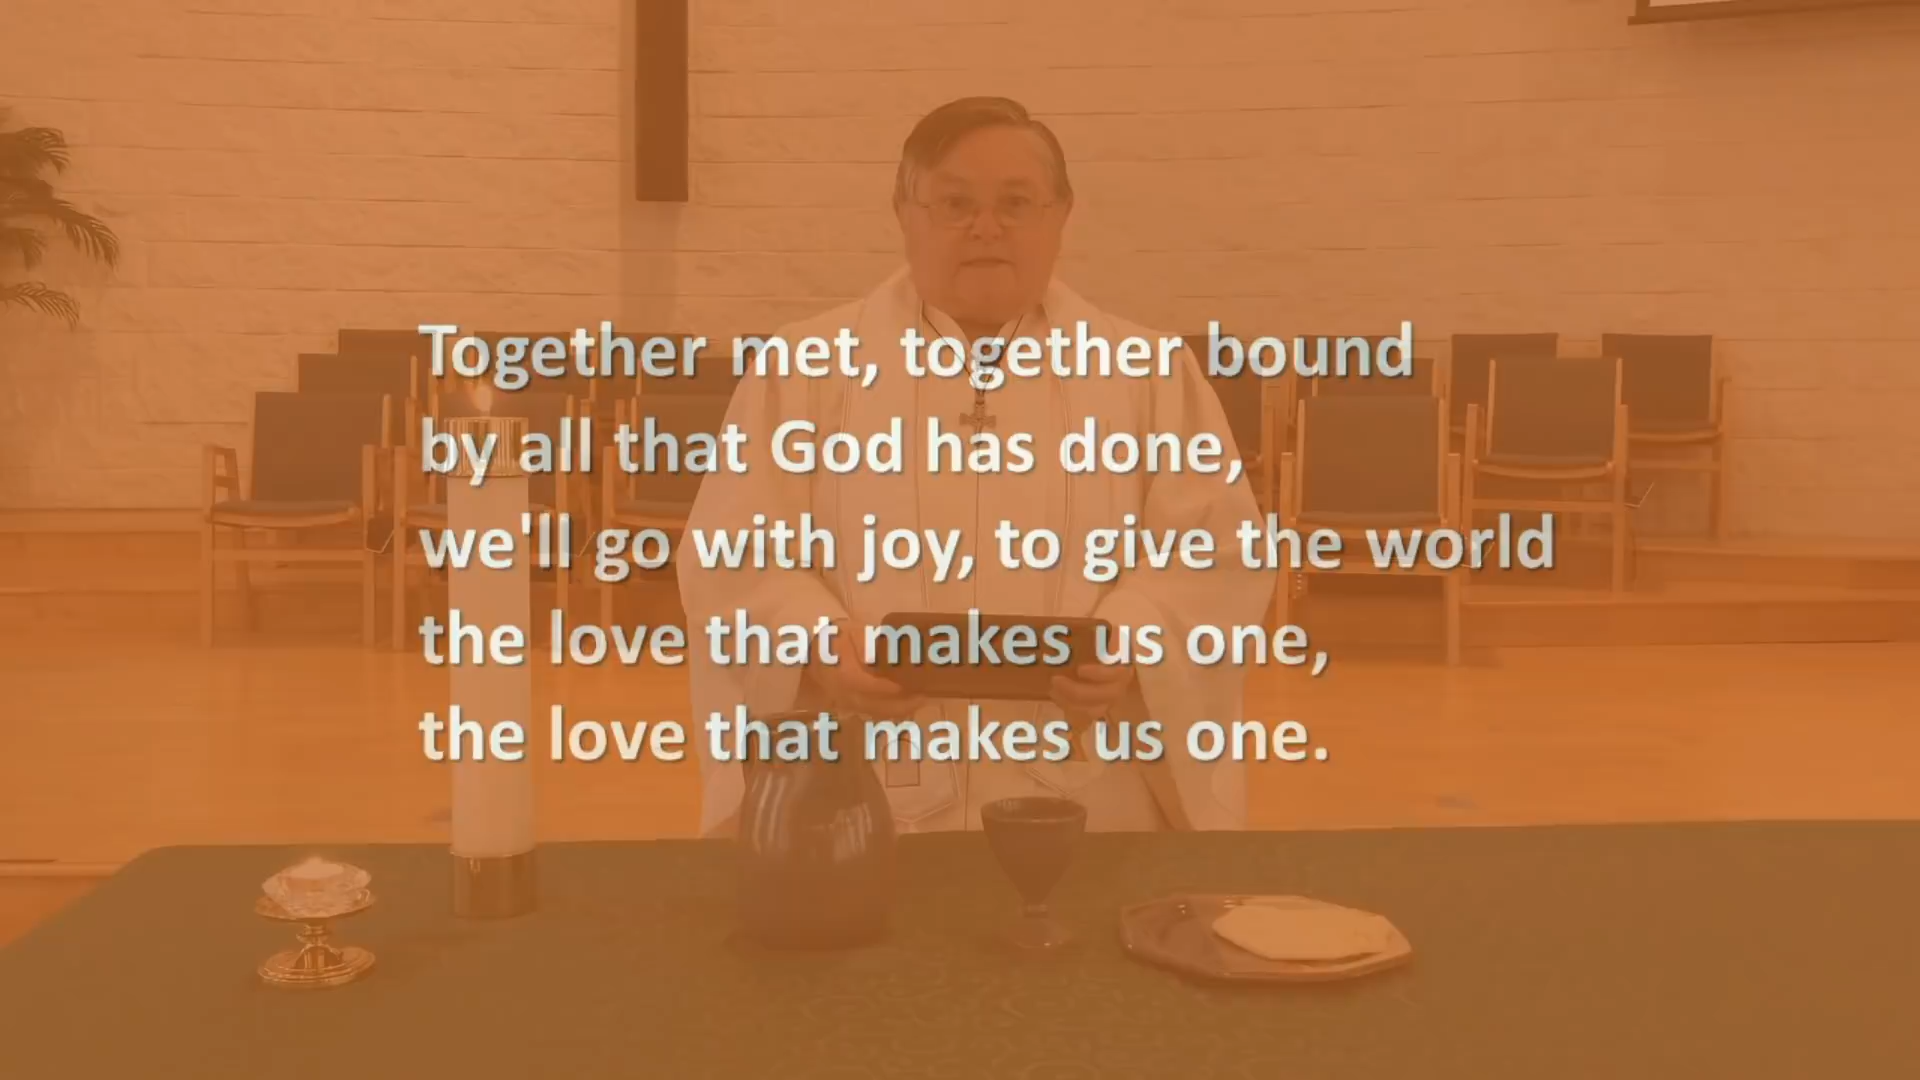 Together met, together bound
by all that God has done,
we'll go with joy, to give the world
the love that makes us one,
the love that makes us one.